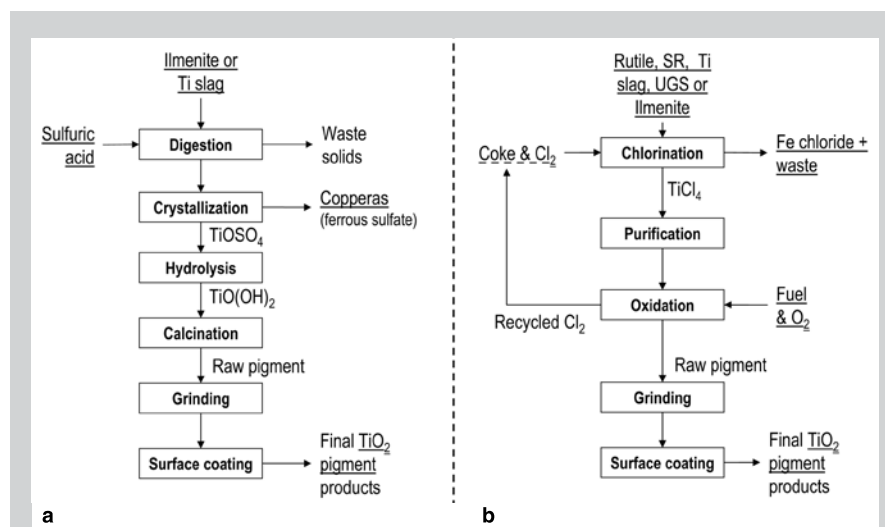 Ilmenite or
Ti slag
Sulfuric
acid
Digestion
Waste
solids
Crystallization
Copperas
(ferrous sulfate)
TiOSO4
Hydrolysis
TiO(OH)2
Calcination
Raw pigment
Grinding
Surface coating
Final TiO2
pigment
products
a
Rutile, SR, Ti
slag, UGS or
Ilmenite
Coke & Cl2
Chlorination
Fe chloride +
waste
TiCl4
Purification
Oxidation
Fuel
& O2
Recycled Cl2
Raw pigment
Grinding
Surface coating
Final TiO2
pigment
products
b